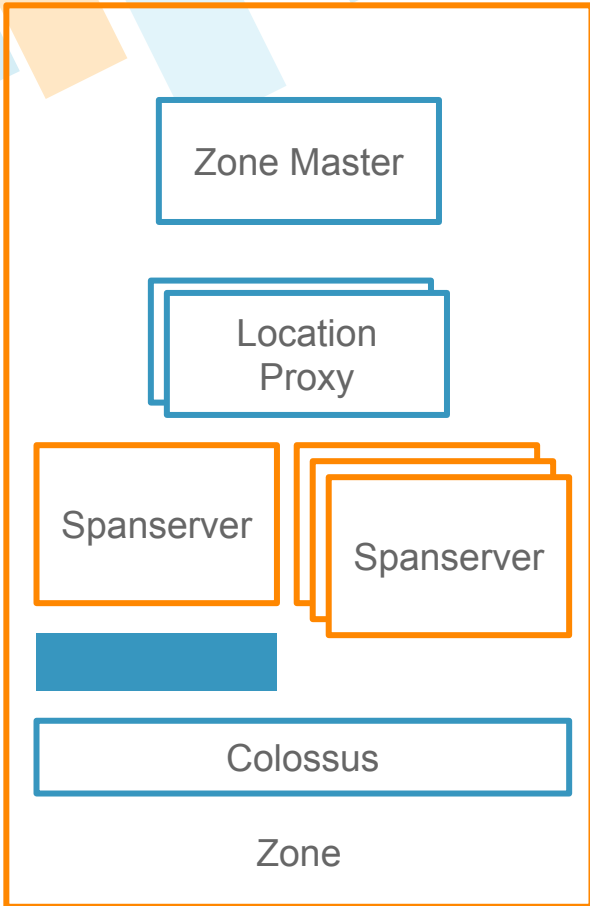 Zone Master
Location
Proxy
Spanserver
Spanserver
Colossus
Zone